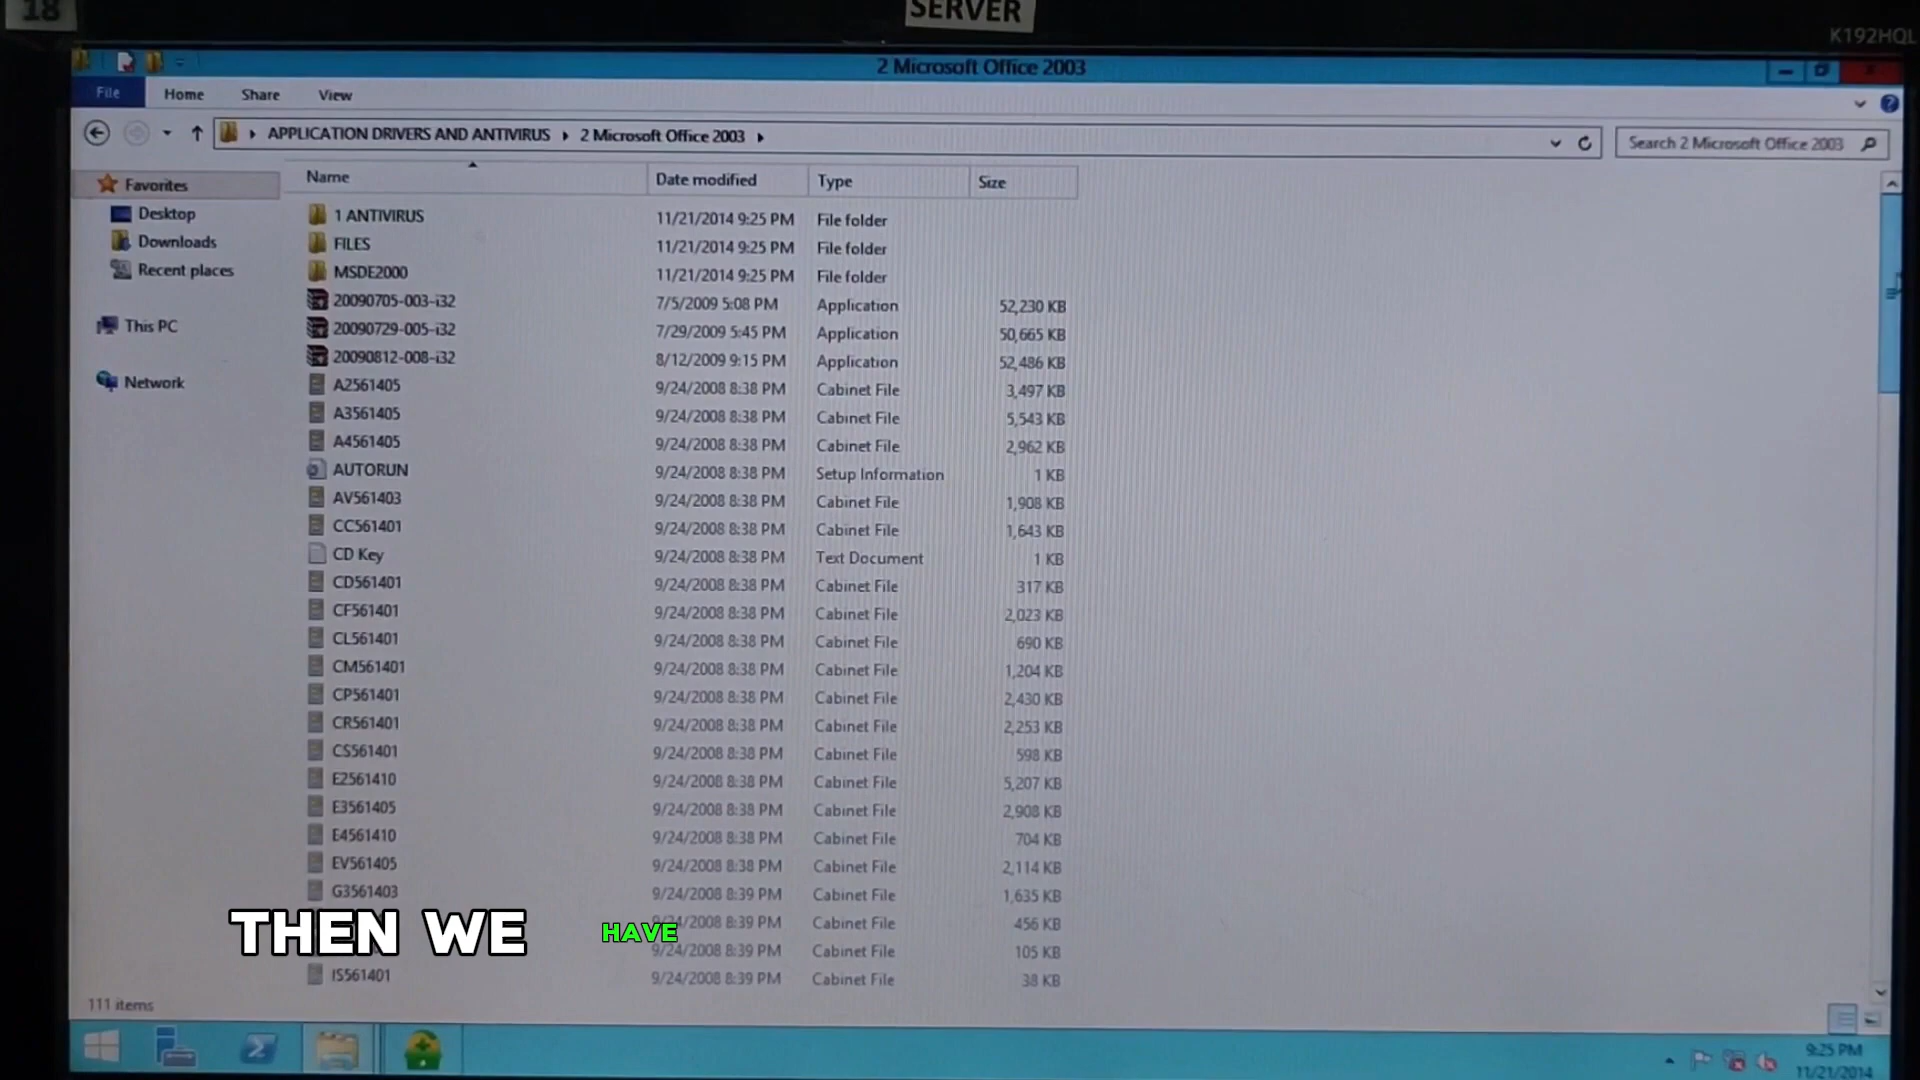 18
SERVER
K192HQL
2 Microsoft Office 2003
File Home Share View
APPLICATION DRIVERS AND ANTIVIRUS 2 Microsoft Office 2003
Search 2 Microsoft Office 2003
Name Date modified Type Size
Favorites
Desktop
Downloads
Recent places
This PC
Network
1 ANTIVIRUS 11/21/2014 9:25 PM File folder
FILES 11/21/2014 9:25 PM File folder
MSDE2000 11/21/2014 9:25 PM File folder
20090705-003-i32 7/5/2009 5:08 PM Application 52,230 KB
20090729-005-i32 7/29/2009 5:45 PM Application 50,665 KB
20090812-008-i32 8/12/2009 9:15 PM Application 52,486 KB
A2561405 9/24/2008 8:38 PM Cabinet File 3,497 KB
A3561405 9/24/2008 8:38 PM Cabinet File 5,543 KB
A4561405 9/24/2008 8:38 PM Cabinet File 2,962 KB
AUTORUN 9/24/2008 8:38 PM Setup Information 1 KB
AV561403 9/24/2008 8:38 PM Cabinet File 1,908 KB
CC561401 9/24/2008 8:38 PM Cabinet File 1,643 KB
CD Key 9/24/2008 8:38 PM Text Document 1 KB
CD561401 9/24/2008 8:38 PM Cabinet File 317 KB
CF561401 9/24/2008 8:38 PM Cabinet File 2,023 KB
CL561401 9/24/2008 8:38 PM Cabinet File 690 KB
CM561401 9/24/2008 8:38 PM Cabinet File 1,204 KB
CP561401 9/24/2008 8:38 PM Cabinet File 2,430 KB
CR561401 9/24/2008 8:38 PM Cabinet File 2,253 KB
CS561401 9/24/2008 8:38 PM Cabinet File 598 KB
E2561410 9/24/2008 8:38 PM Cabinet File 5,207 KB
E3561405 9/24/2008 8:38 PM Cabinet File 2,908 KB
E4561410 9/24/2008 8:38 PM Cabinet File 704 KB
EV561405 9/24/2008 8:38 PM Cabinet File 2,114 KB
G3561403 9/24/2008 8:39 PM Cabinet File 1,635 KB
9/24/2008 8:39 PM Cabinet File 456 KB
9/24/2008 8:39 PM Cabinet File 105 KB
IS561401 9/24/2008 8:39 PM Cabinet File 38 KB
THEN WE HAVE
111 items
9:25 PM
11/21/2014